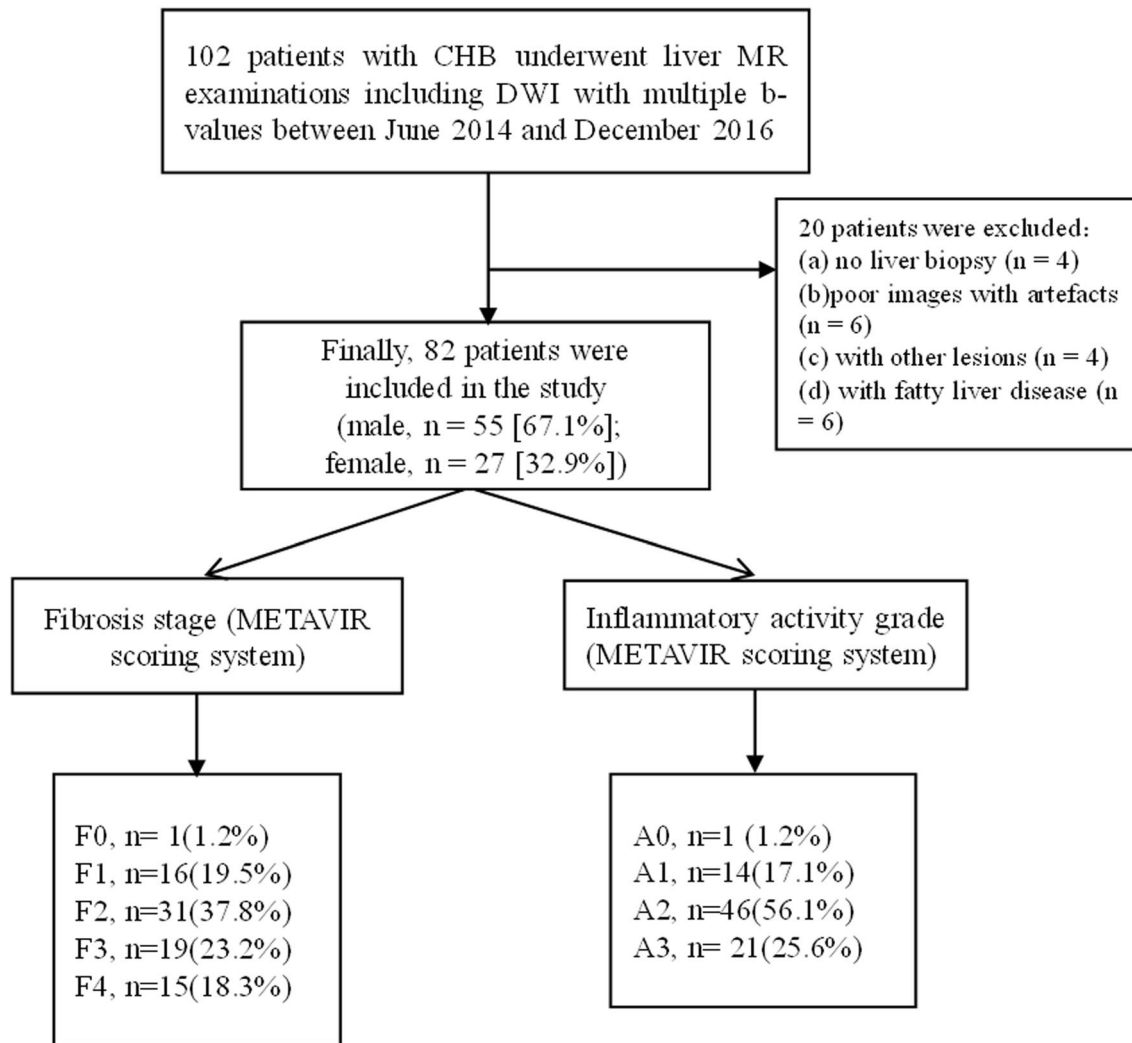 102 patients with CHB underwent liver MR
examinations including DWI with multiple b-
values between June 2014 and December 2016
20 patients were excluded:
(a) no liver biopsy (n = 4)
(b)poor images with artefacts
(n = 6)
(c) with other lesions (n = 4)
(d) with fatty liver disease (n
= 6)
Finally, 82 patients were
included in the study
(male, n = 55 [67.1%];
female, n = 27 [32.9%])
Fibrosis stage (METAVIR
scoring system)
Inflammatory activity grade
(METAVIR scoring system)
F0, n= 1(1.2%)
F1, n=16(19.5%)
F2, n=31(37.8%)
F3, n=19(23.2%)
F4, n=15(18.3%)
A0, n=1 (1.2%)
A1, n=14(17.1%)
A2, n=46(56.1%)
A3, n= 21(25.6%)